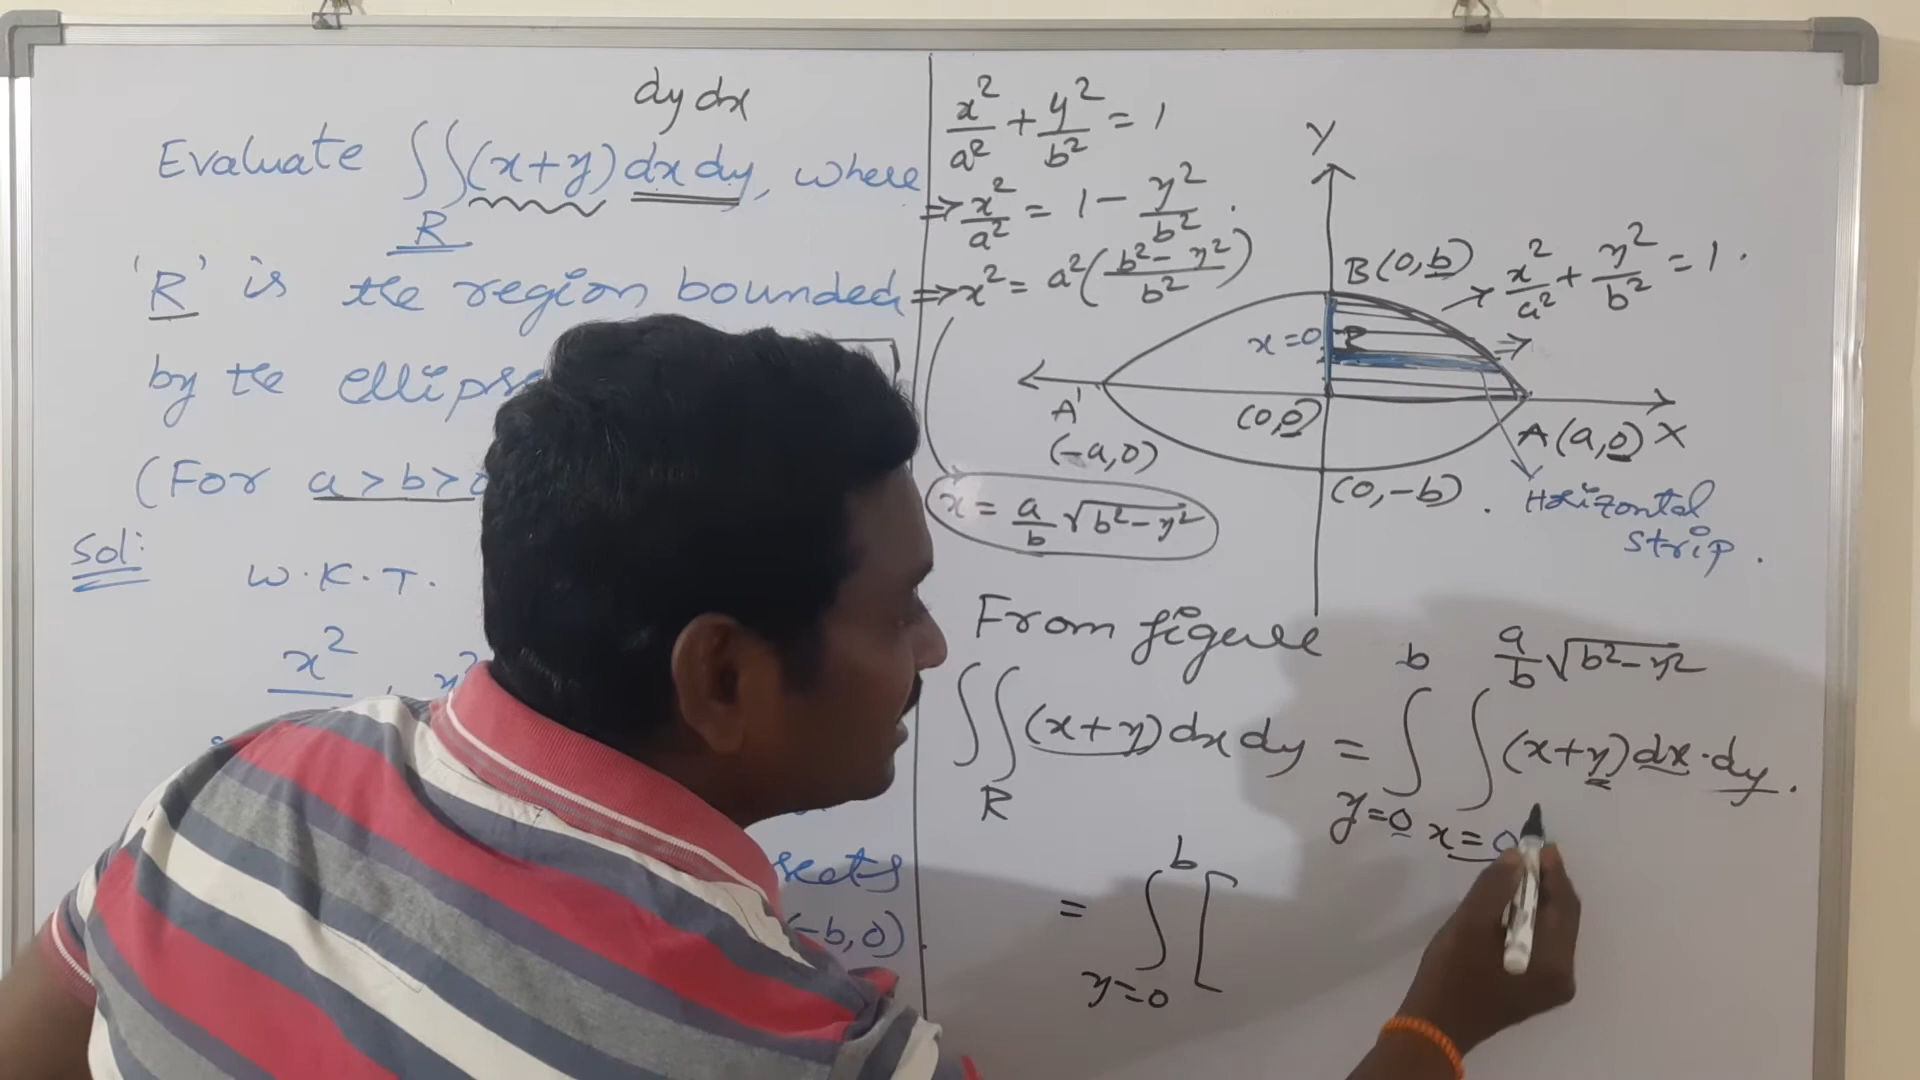 dy dx
Evaluate ∬_R (x+y) dx dy, where
'R' is the region bounded
by the ellipse
(For a>b>0
Sol:
W.K.T.
x²
sects
(-b,0)
x²/a² + y²/b² = 1
⇒ x²/a² = 1 - y²/b².
⇒ x² = a²((b²-y²)/b²)
x = a/b √(b²-y²)
Y
B(0,b)
→ x²/a² + y²/b² = 1.
x=0
A'
(-a,0)
(0,0)
A(a,0) X
(0,-b).
Horizontal
strip.
From figure
∬_R (x+y) dx dy = ∫_{y=0}^{b} ∫_{x=0}^{a/b √(b²-y²)} (x+y) dx·dy.
= ∫_{y=0}^{b} [